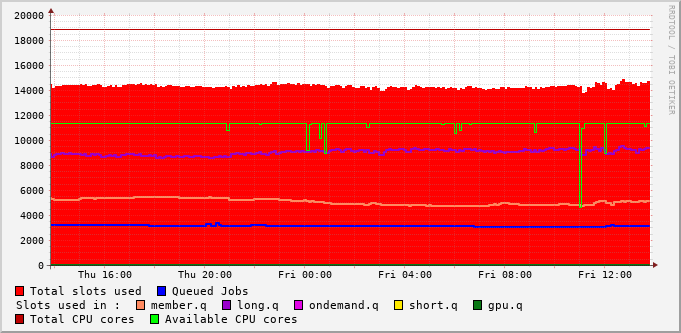 RRDTOOL / TOBI OETIKER
20000
18000
16000
14000
12000
10000
8000
6000
4000
2000
0
Thu 16:00 Thu 20:00 Fri 00:00 Fri 04:00 Fri 08:00 Fri 12:00
Total slots used Queued Jobs
Slots used in : member.q long.q ondemand.q short.q gpu.q
Total CPU cores Available CPU cores